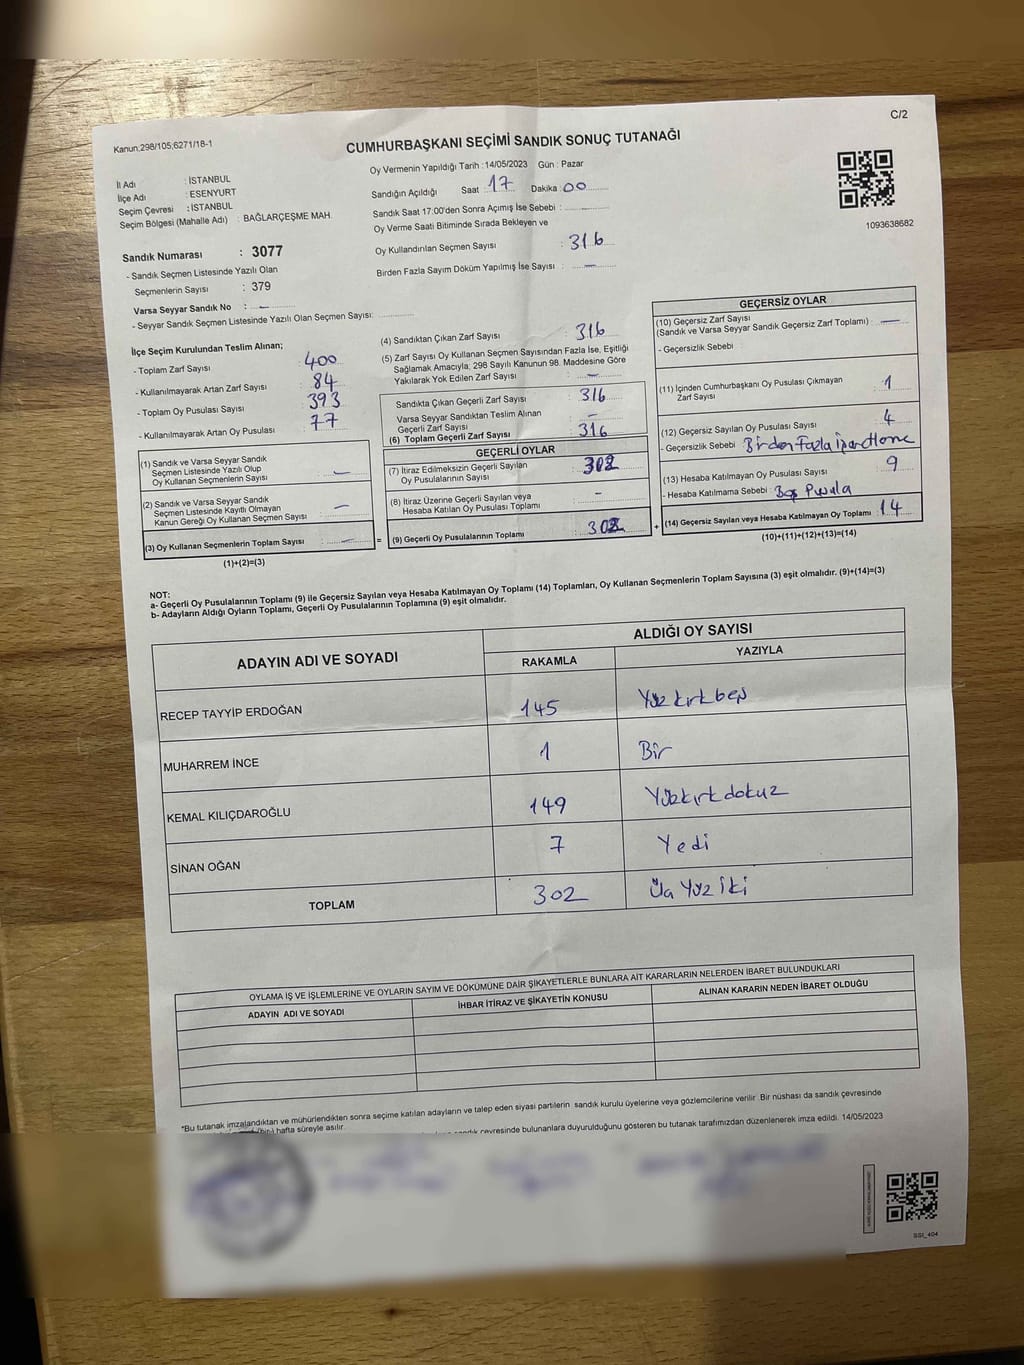 C/2
Kanun:298/105;6271/18-1
CUMHURBAŞKANI SEÇİMİ SANDIK SONUÇ TUTANAĞI
İl Adı : İSTANBUL
İlçe Adı : ESENYURT
Seçim Çevresi : İSTANBUL
Seçim Bölgesi (Mahalle Adı) : BAĞLARÇEŞME MAH.
Oy Vermenin Yapıldığı Tarih :14/05/2023 Gün : Pazar
Sandığın Açıldığı Saat 17 Dakika 00
Sandık Saat 17:00'den Sonra Açımış İse Sebebi :
Oy Verme Saati Bitiminde Sırada Bekleyen ve
Oy Kullandırılan Seçmen Sayısı : 316
Birden Fazla Sayım Döküm Yapılmış İse Sayısı : —
1093638682
Sandık Numarası : 3077
- Sandık Seçmen Listesinde Yazılı Olan
Seçmenlerin Sayısı : 379
Varsa Seyyar Sandık No : —
- Seyyar Sandık Seçmen Listesinde Yazılı Olan Seçmen Sayısı:
İlçe Seçim Kurulundan Teslim Alınan;
- Toplam Zarf Sayısı : 400
- Kullanılmayarak Artan Zarf Sayısı : 84
- Toplam Oy Pusulası Sayısı : 393
- Kullanılmayarak Artan Oy Pusulası : 77
(1) Sandık ve Varsa Seyyar Sandık
Seçmen Listesinde Yazılı Olup
Oy Kullanan Seçmenlerin Sayısı : —
(2) Sandık ve Varsa Seyyar Sandık
Seçmen Listesinde Kayıtlı Olmayan
Kanun Gereği Oy Kullanan Seçmen Sayısı : —
(3) Oy Kullanan Seçmenlerin Toplam Sayısı : —
(1)+(2)=(3)
=
(4) Sandıktan Çıkan Zarf Sayısı : 316
(5) Zarf Sayısı Oy Kullanan Seçmen Sayısından Fazla İse, Eşitliği
Sağlamak Amacıyla; 298 Sayılı Kanunun 98. Maddesine Göre
Yakılarak Yok Edilen Zarf Sayısı : —
Sandıkta Çıkan Geçerli Zarf Sayısı : 316
Varsa Seyyar Sandıktan Teslim Alınan
Geçerli Zarf Sayısı : —
(6) Toplam Geçerli Zarf Sayısı : 316
GEÇERLİ OYLAR
(7) İtiraz Edilmeksizin Geçerli Sayılan
Oy Pusulalarının Sayısı : 302
(8) İtiraz Üzerine Geçerli Sayılan veya
Hesaba Katılan Oy Pusulası Toplamı : -
(9) Geçerli Oy Pusulalarının Toplamı : 302
+
GEÇERSİZ OYLAR
(10) Geçersiz Zarf Sayısı
(Sandık ve Varsa Seyyar Sandık Geçersiz Zarf Toplamı) : —
- Geçersizlik Sebebi :
(11) İçinden Cumhurbaşkanı Oy Pusulası Çıkmayan
Zarf Sayısı : 1
(12) Geçersiz Sayılan Oy Pusulası Sayısı : 4
- Geçersizlik Sebebi : Birden Fazla
(13) Hesaba Katılmayan Oy Pusulası Sayısı : 9
- Hesaba Katılmama Sebebi : Boş Pusula
(14) Geçersiz Sayılan veya Hesaba Katılmayan Oy Toplamı : 14
(10)+(11)+(12)+(13)=(14)
NOT:
a- Geçerli Oy Pusulalarının Toplamı (9) ile Geçersiz Sayılan veya Hesaba Katılmayan Oy Toplamı (14) Toplamları, Oy Kullanan Seçmenlerin Toplam Sayısına (3) eşit olmalıdır. (9)+(14)=(3)
b- Adayların Aldığı Oyların Toplamı, Geçerli Oy Pusulalarının Toplamına (9) eşit olmalıdır.
ADAYIN ADI VE SOYADI
ALDIĞI OY SAYISI
RAKAMLA YAZIYLA
RECEP TAYYİP ERDOĞAN 145 Yüzkırkbeş
MUHARREM İNCE 1 Bir
KEMAL KILIÇDAROĞLU 149 Yüzkırkdokuz
SİNAN OĞAN 7 Yedi
TOPLAM 302 Üç Yüz İki
OYLAMA İŞ VE İŞLEMLERİNE VE OYLARIN SAYIM VE DÖKÜMÜNE DAİR ŞİKAYETLERLE BUNLARA AİT KARARLARIN NELERDEN İBARET BULUNDUKLARI
ADAYIN ADI VE SOYADI İHBAR İTİRAZ VE ŞİKAYETİN KONUSU ALINAN KARARIN NEDEN İBARET OLDUĞU
*Bu tutanak imzalandıktan ve mühürlendikten sonra seçime katılan adayların ve talep eden siyasi partilerin sandık kurulu üyelerine veya gözlemcilerine verilir. Bir nüshası da sandık çevresinde
hafta süreyle asılır.
sandık çevresinde bulunanlara duyurulduğunu gösteren bu tutanak tarafımızdan düzenlenerek imza edildi. 14/05/2023
SSI_404